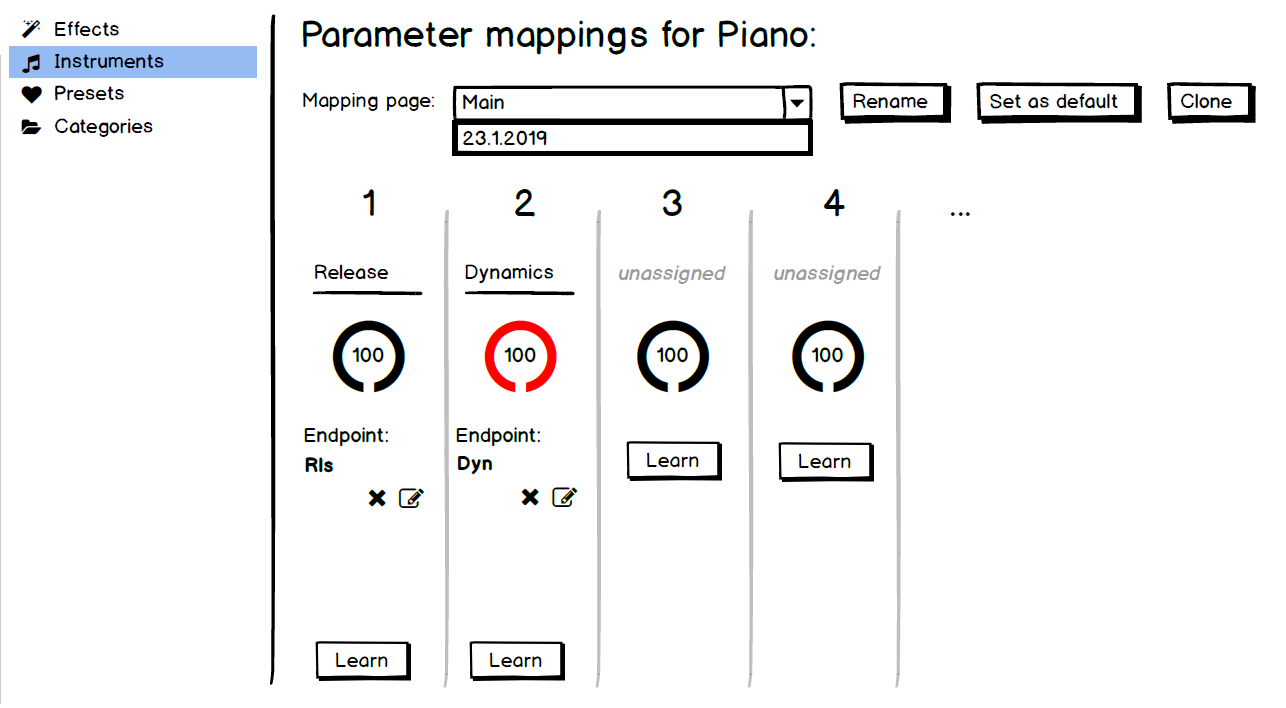 Effects
Instruments
Presets
Categories
Parameter mappings for Piano:
Mapping page: Main Rename Set as default Clone
23.1.2019
1 2 3 4 ...
Release Dynamics unassigned unassigned
100 100 100 100
Endpoint: Endpoint:
Rls Dyn
Learn Learn
Learn Learn